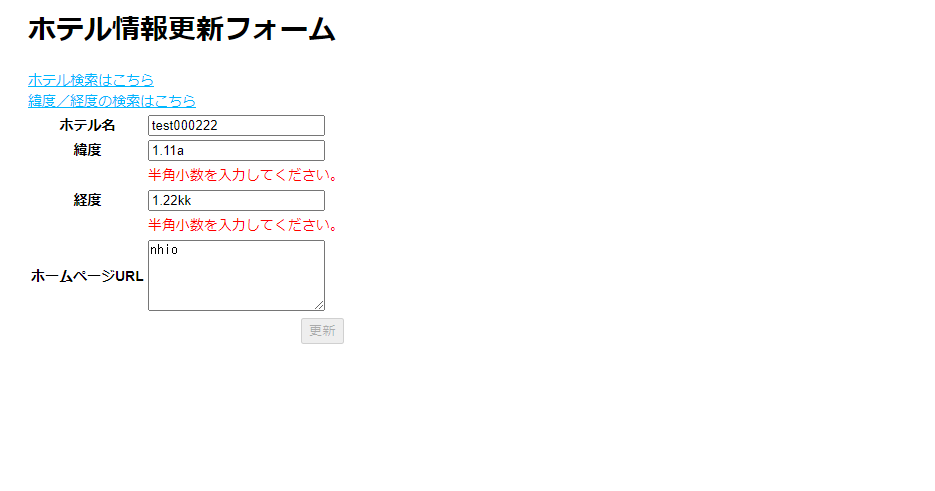 ホテル情報更新フォーム
ホテル検索はこちら
緯度／経度の検索はこちら
ホテル名 test000222
緯度 1.11a
半角小数を入力してください。
経度 1.22kk
半角小数を入力してください。
ホームページURL nhio
更新